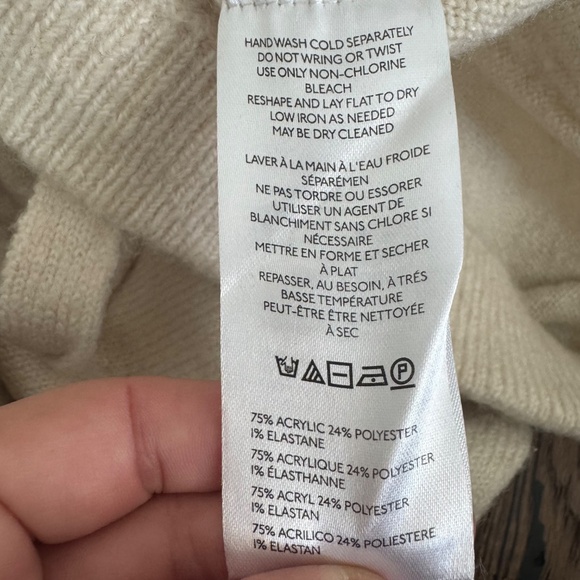 HAND WASH COLD SEPARATELY
DO NOT WRING OR TWIST
USE ONLY NON-CHLORINE
BLEACH
RESHAPE AND LAY FLAT TO DRY
LOW IRON AS NEEDED
MAY BE DRY CLEANED
LAVER À LA MAIN À L'EAU FROIDE
SÉPARÉMEN
NE PAS TORDRE OU ESSORER
UTILISER UN AGENT DE
BLANCHIMENT SANS CHLORE SI
NÉCESSAIRE
METTRE EN FORME ET SECHER
À PLAT
REPASSER, AU BESOIN, À TRÉS
BASSE TEMPÉRATURE
PEUT-ÊTRE ÊTRE NETTOYÉE
À SEC
P
75% ACRYLIC 24% POLYESTER
1% ELASTANE
75% ACRYLIQUE 24% POLYESTER
1% ÉLASTHANNE
75% ACRYL 24% POLYESTER
1% ELASTAN
75% ACRILICO 24% POLIESTERE
1% ELASTAN